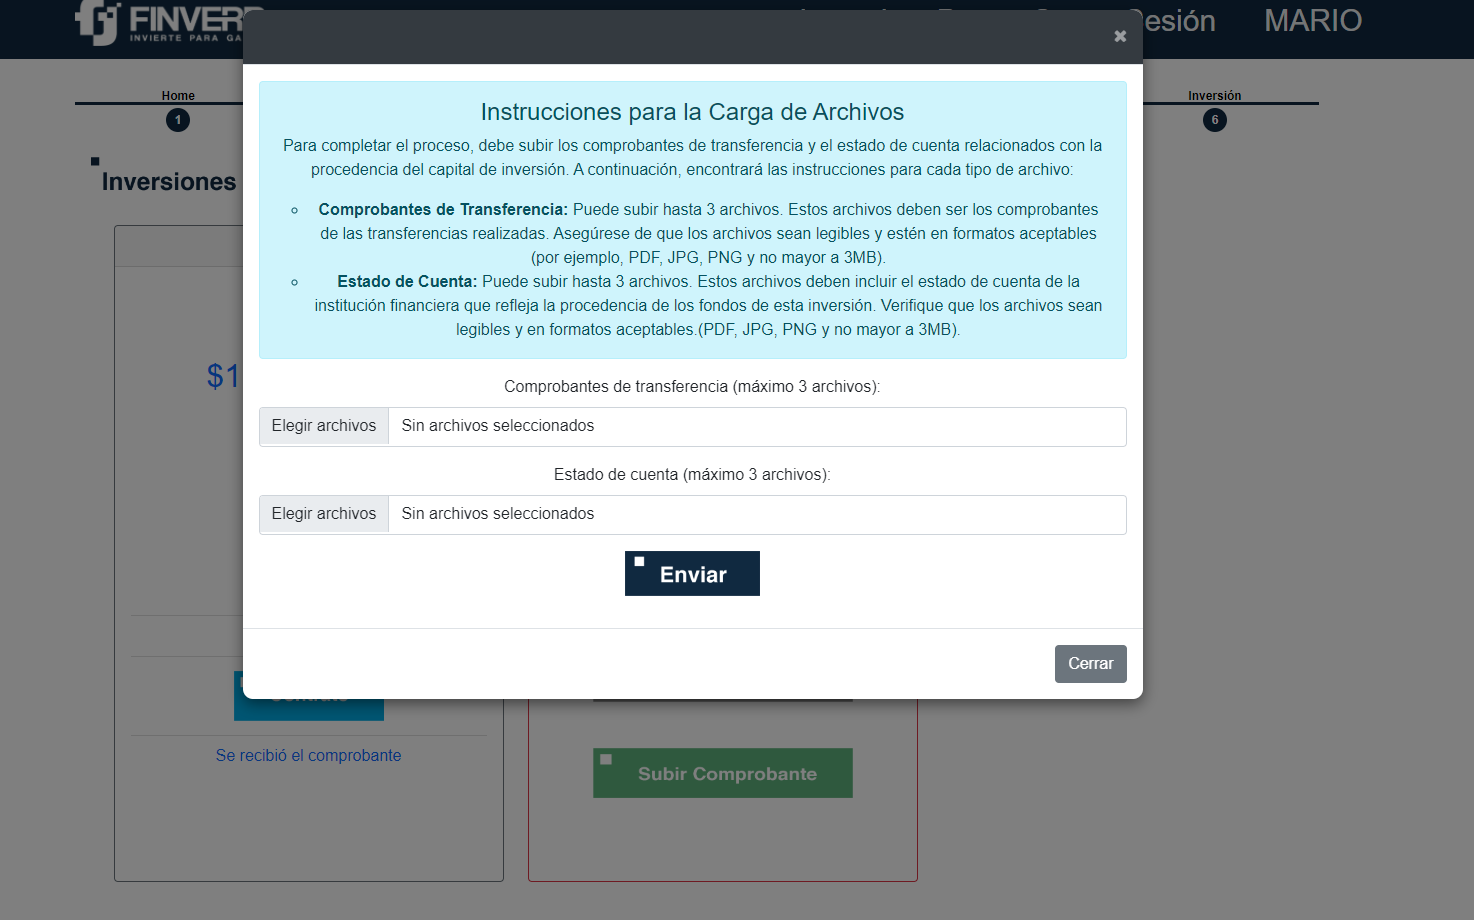 FINVER
INVIERTE PARA GA
esión
MARIO
Home
1
Inversión
6
Inversiones
$1
Instrucciones para la Carga de Archivos
Para completar el proceso, debe subir los comprobantes de transferencia y el estado de cuenta relacionados con la
procedencia del capital de inversión. A continuación, encontrará las instrucciones para cada tipo de archivo:
Comprobantes de Transferencia: Puede subir hasta 3 archivos. Estos archivos deben ser los comprobantes
de las transferencias realizadas. Asegúrese de que los archivos sean legibles y estén en formatos aceptables
(por ejemplo, PDF, JPG, PNG y no mayor a 3MB).
Estado de Cuenta: Puede subir hasta 3 archivos. Estos archivos deben incluir el estado de cuenta de la
institución financiera que refleja la procedencia de los fondos de esta inversión. Verifique que los archivos sean
legibles y en formatos aceptables.(PDF, JPG, PNG y no mayor a 3MB).
Comprobantes de transferencia (máximo 3 archivos):
Elegir archivos Sin archivos seleccionados
Estado de cuenta (máximo 3 archivos):
Elegir archivos Sin archivos seleccionados
Enviar
Cerrar
Se recibió el comprobante
Subir Comprobante